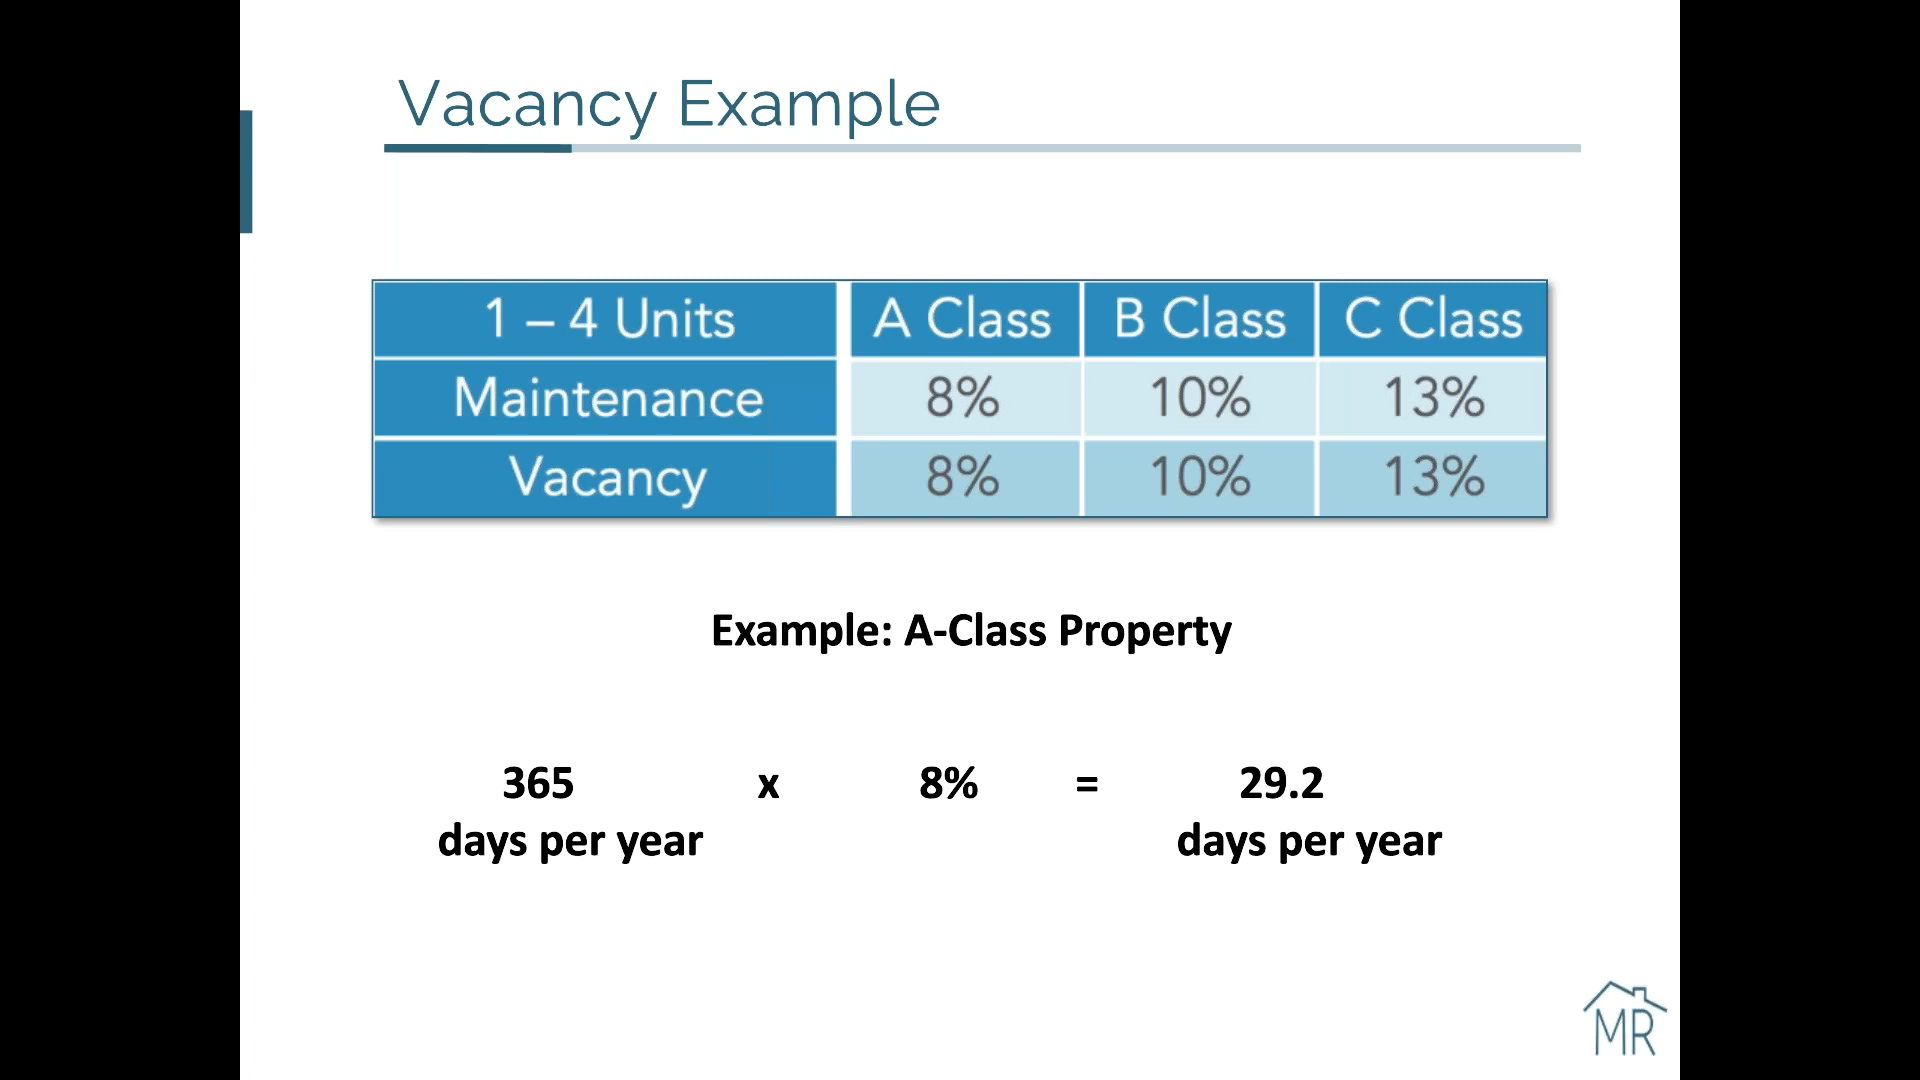 Vacancy Example
1 – 4 Units A Class B Class C Class
Maintenance 8% 10% 13%
Vacancy 8% 10% 13%
Example: A-Class Property
365 x 8% = 29.2
days per year days per year
MR